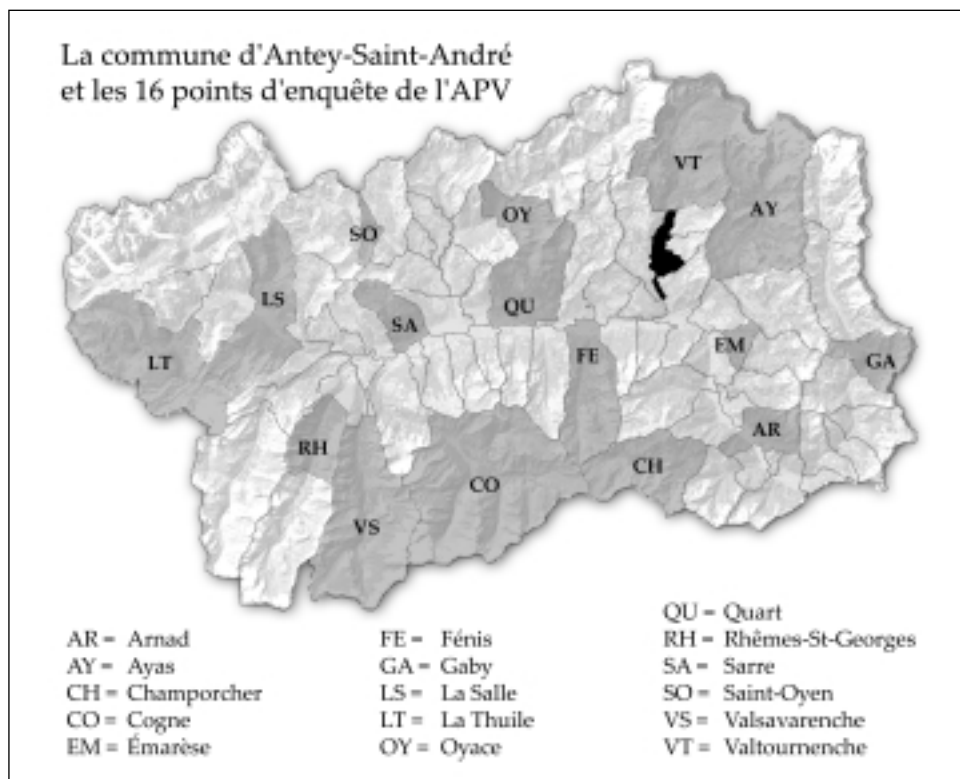 La commune d'Antey-Saint-André
et les 16 points d'enquête de l'APV
VT
OY
AY
SO
LS
QU
SA
EM
FE
LT
GA
AR
RH
CH
CO
VS
AR = Arnad
AY = Ayas
CH = Champorcher
CO = Cogne
EM = Émarèse
FE = Fénis
GA = Gaby
LS = La Salle
LT = La Thuile
OY = Oyace
QU = Quart
RH = Rhêmes-St-Georges
SA = Sarre
SO = Saint-Oyen
VS = Valsavarenche
VT = Valtournenche